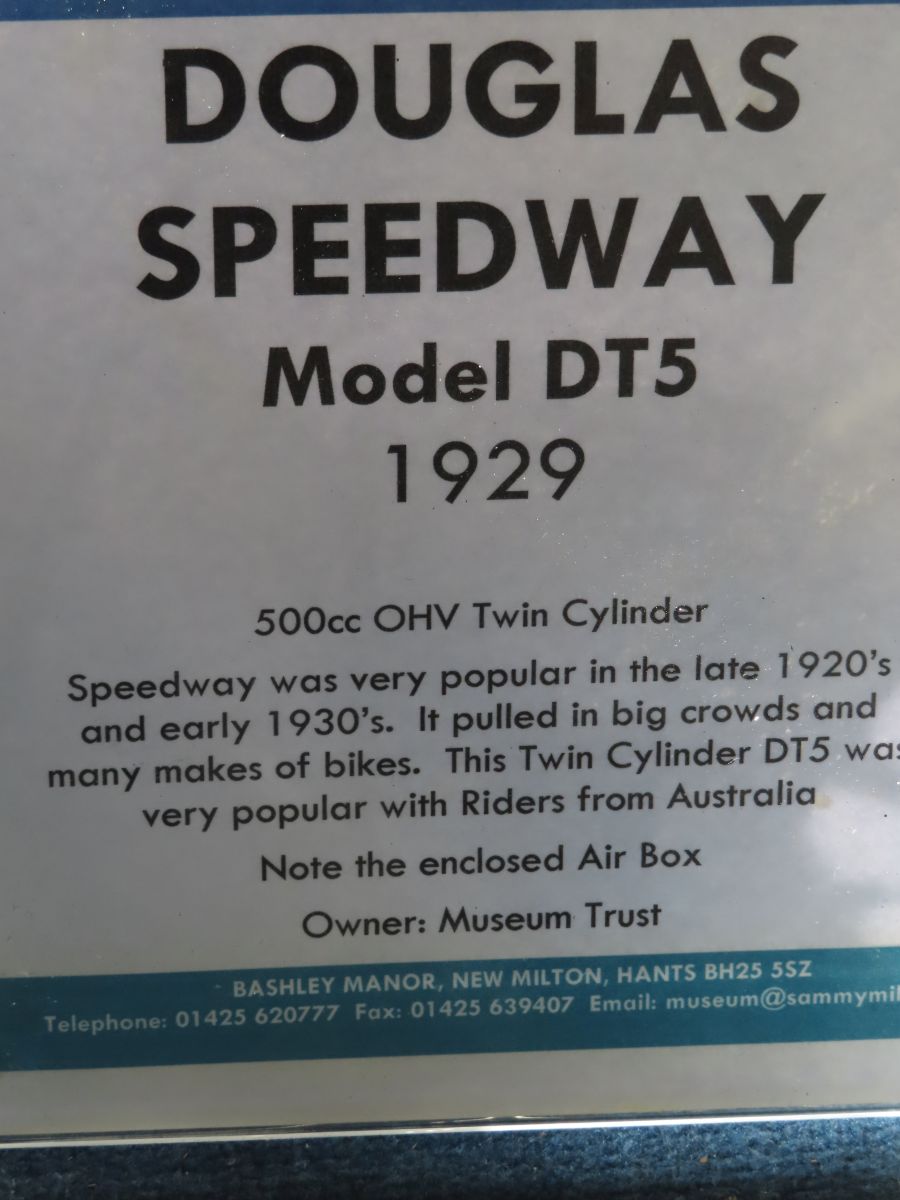 DOUGLAS
SPEEDWAY
Model DT5
1929
500cc OHV Twin Cylinder
Speedway was very popular in the late 1920's
and early 1930's. It pulled in big crowds and
many makes of bikes. This Twin Cylinder DT5 was
very popular with Riders from Australia
Note the enclosed Air Box
Owner: Museum Trust
BASHLEY MANOR, NEW MILTON, HANTS BH25 5SZ
Telephone: 01425 620777 Fax: 01425 639407 Email: